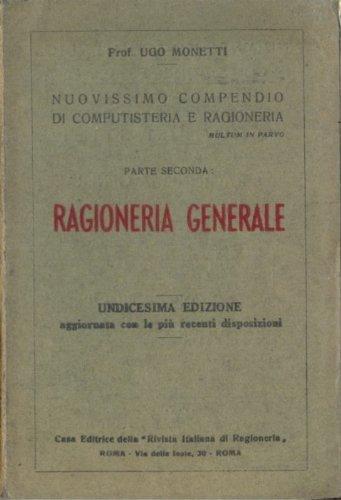 Prof. UGO MONETTI
NUOVISSIMO COMPENDIO
DI COMPUTISTERIA E RAGIONERIA
MULTUM IN PARVO
PARTE SECONDA:
RAGIONERIA GENERALE
UNDICESIMA EDIZIONE
aggiornata con le più recenti disposizioni
Casa Editrice della "Rivista Italiana di Ragioneria„
ROMA - Via delle Isole, 30 - ROMA